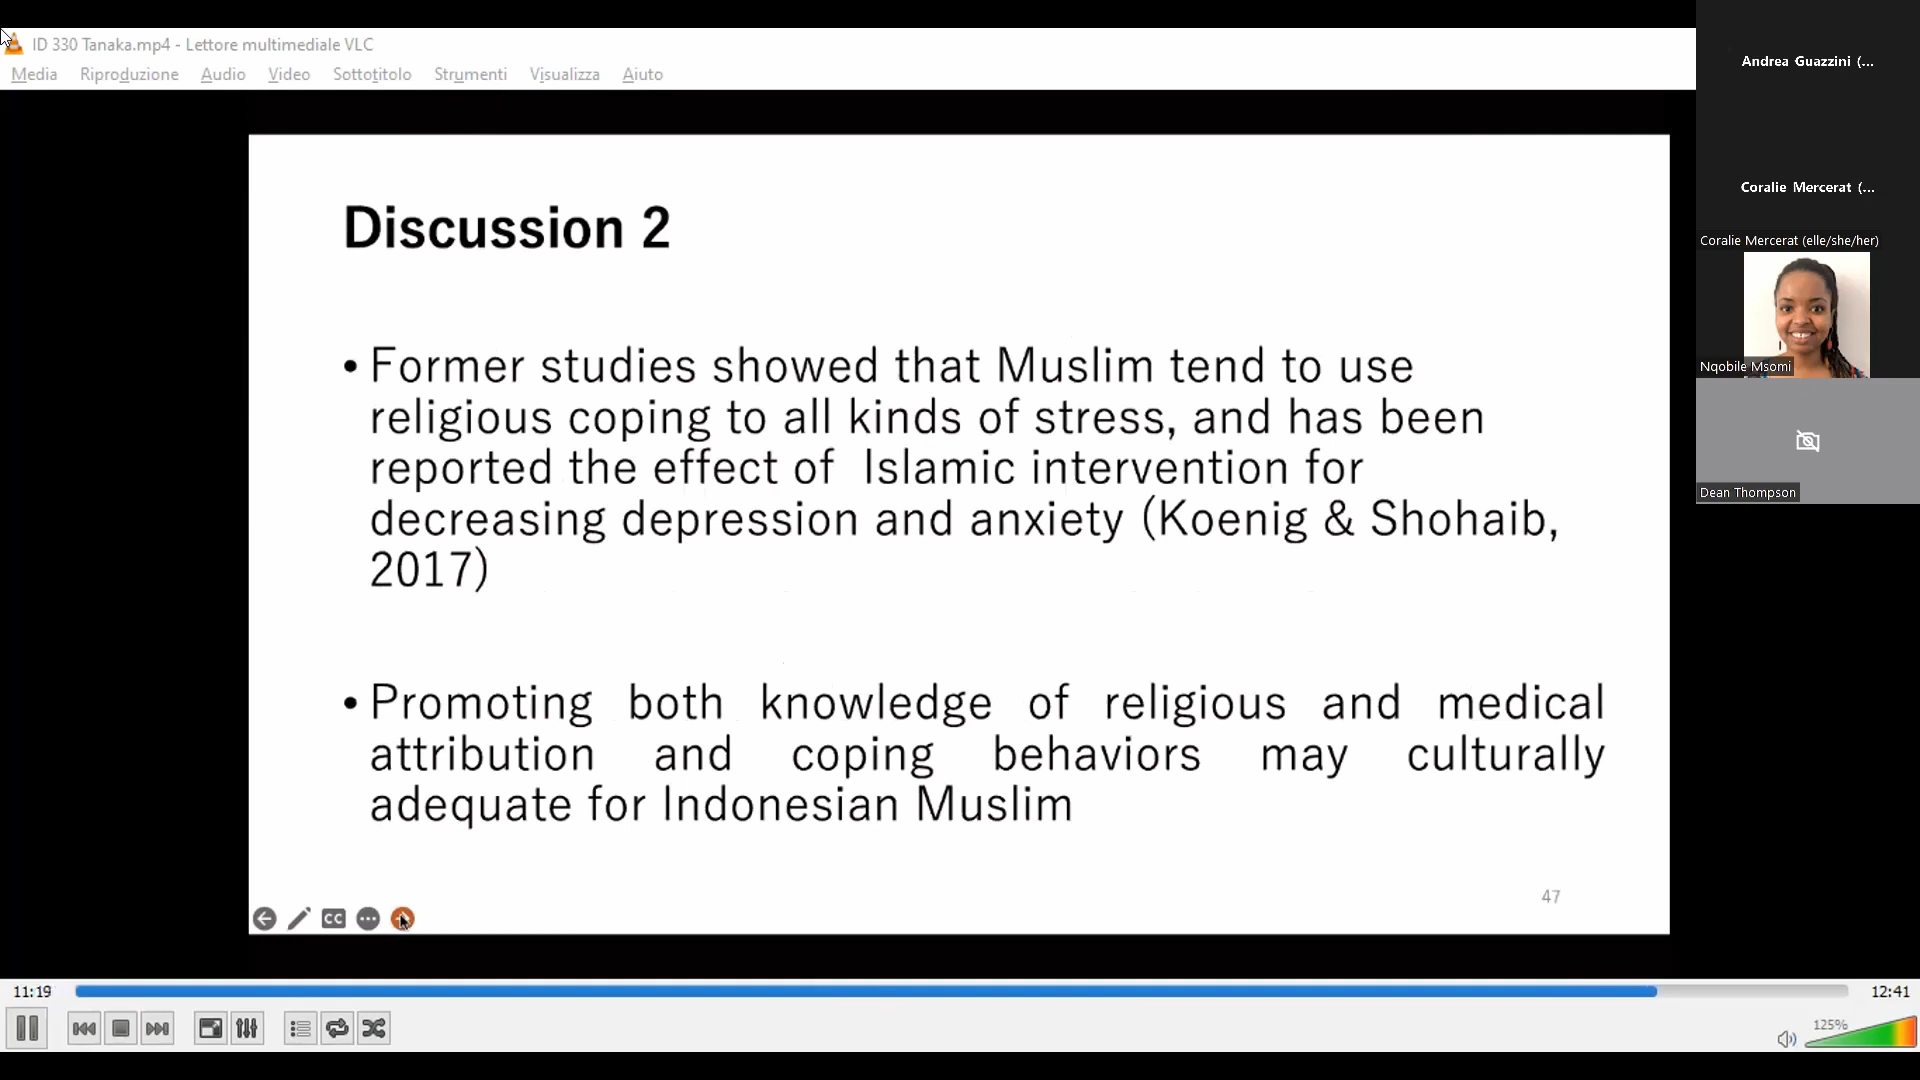 ID 330 Tanaka.mp4 - Lettore multimediale VLC
Media Riproduzione Audio Video Sottotitolo Strumenti Visualizza Aiuto
Discussion 2
• Former studies showed that Muslim tend to use
religious coping to all kinds of stress, and has been
reported the effect of Islamic intervention for
decreasing depression and anxiety (Koenig & Shohaib,
2017)
• Promoting both knowledge of religious and medical
attribution and coping behaviors may culturally
adequate for Indonesian Muslim
47
CC
11:19
12:41
125%
Andrea Guazzini (...
Coralie Mercerat (...
Coralie Mercerat (elle/she/her)
Nqobile Msomi
Dean Thompson